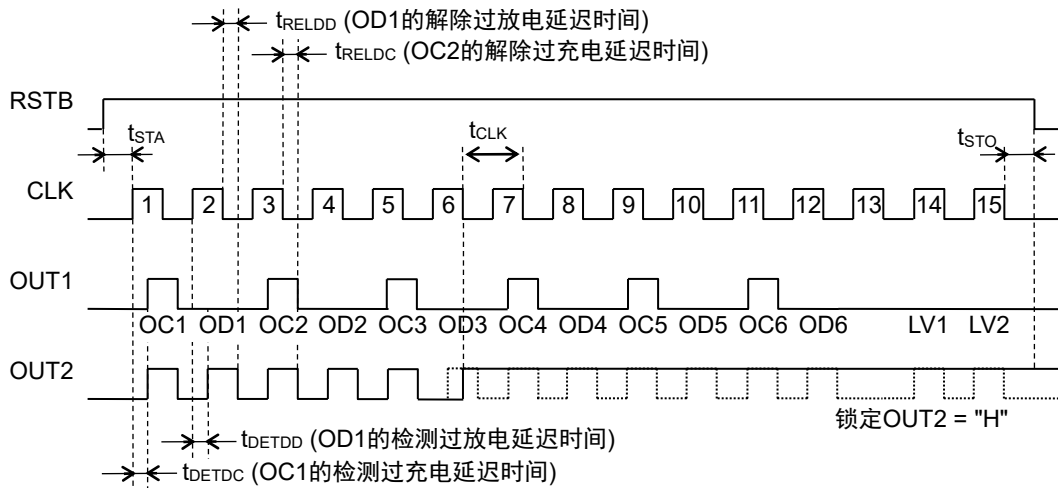 tRELDD (OD1的解除过放电延迟时间)
tRELDC (OC2的解除过充电延迟时间)
RSTB
tSTA
tCLK
tSTO
CLK
1 2 3 4 5 6 7 8 9 10 11 12 13 14 15
OUT1
OC1 OD1 OC2 OD2 OC3 OD3 OC4 OD4 OC5 OD5 OC6 OD6 LV1 LV2
OUT2
锁定OUT2 = "H"
tDETDD (OD1的检测过放电延迟时间)
tDETDC (OC1的检测过充电延迟时间)